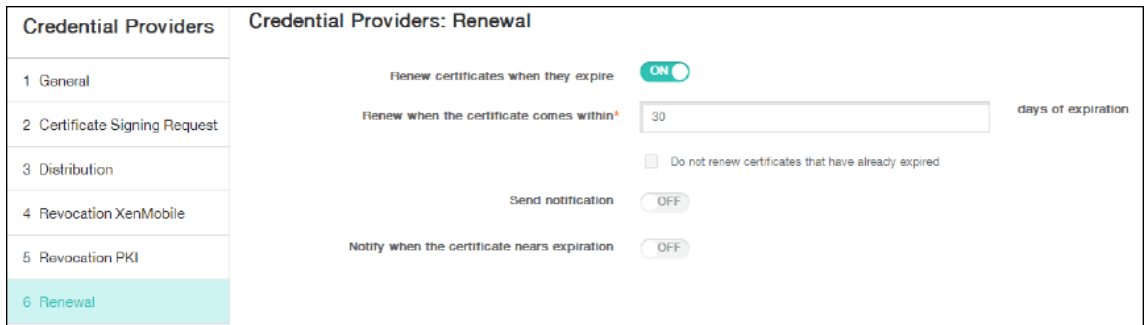 Credential Providers
1 General
2 Certificate Signing Request
3 Distribution
4 Revocation XenMobile
5 Revocation PKI
6 Renewal
Credential Providers: Renewal
Renew certificates when they expire ON
Renew when the certificate comes within* 30 days of expiration
Do not renew certificates that have already expired
Send notification OFF
Notify when the certificate nears expiration OFF